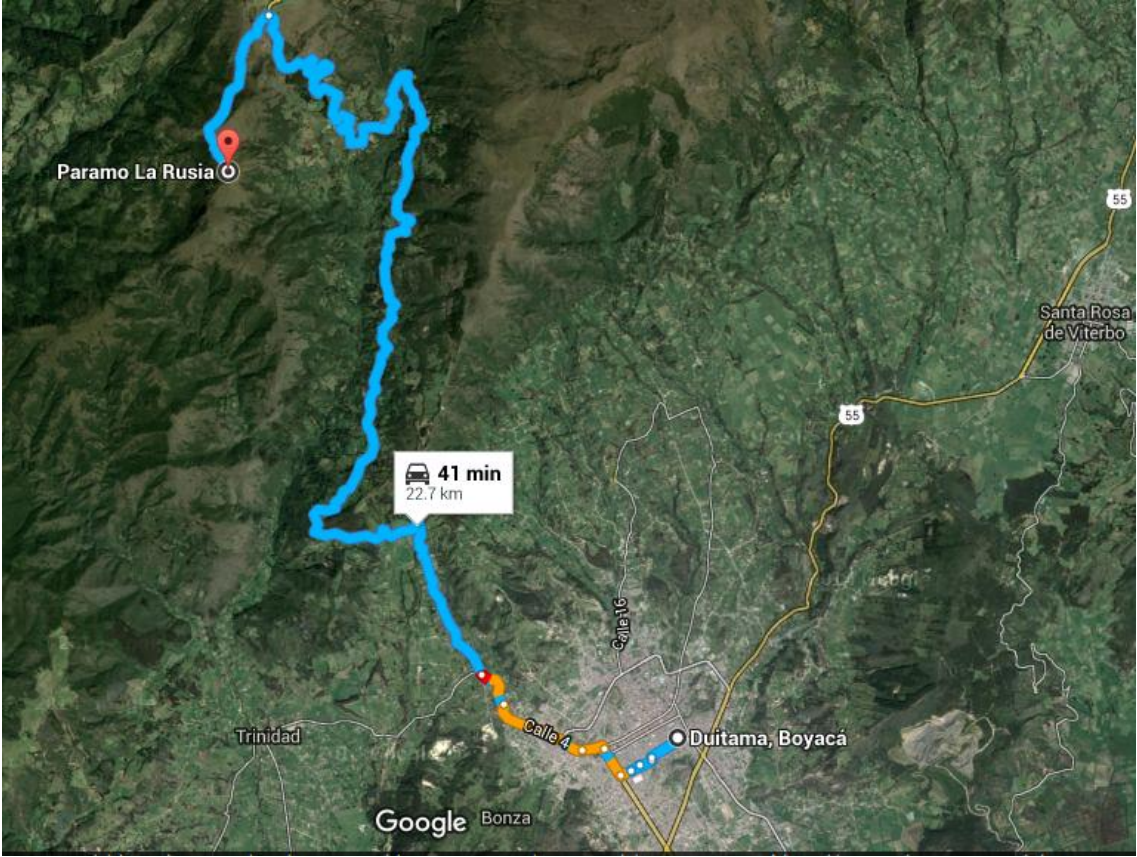 Paramo La Rusia
55
Santa Rosa
de Viterbo
55
41 min
22.7 km
Calle 16
Calle 4
Trinidad
Duitama, Boyacá
Google
Bonza